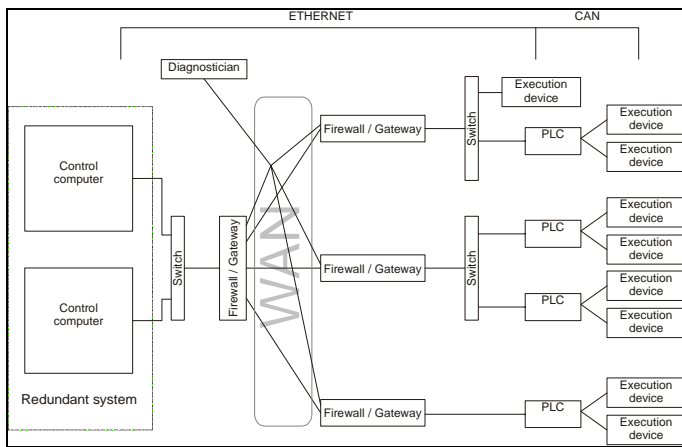 ETHERNET
CAN
Diagnostician
Execution
device
Firewall / Gateway
Switch
PLC
Execution
device
Execution
device
Control
computer
Switch
Firewall / Gateway
WAN
Control
computer
Redundant system
Firewall / Gateway
Switch
PLC
Execution
device
Execution
device
PLC
Execution
device
Execution
device
Firewall / Gateway
PLC
Execution
device
Execution
device